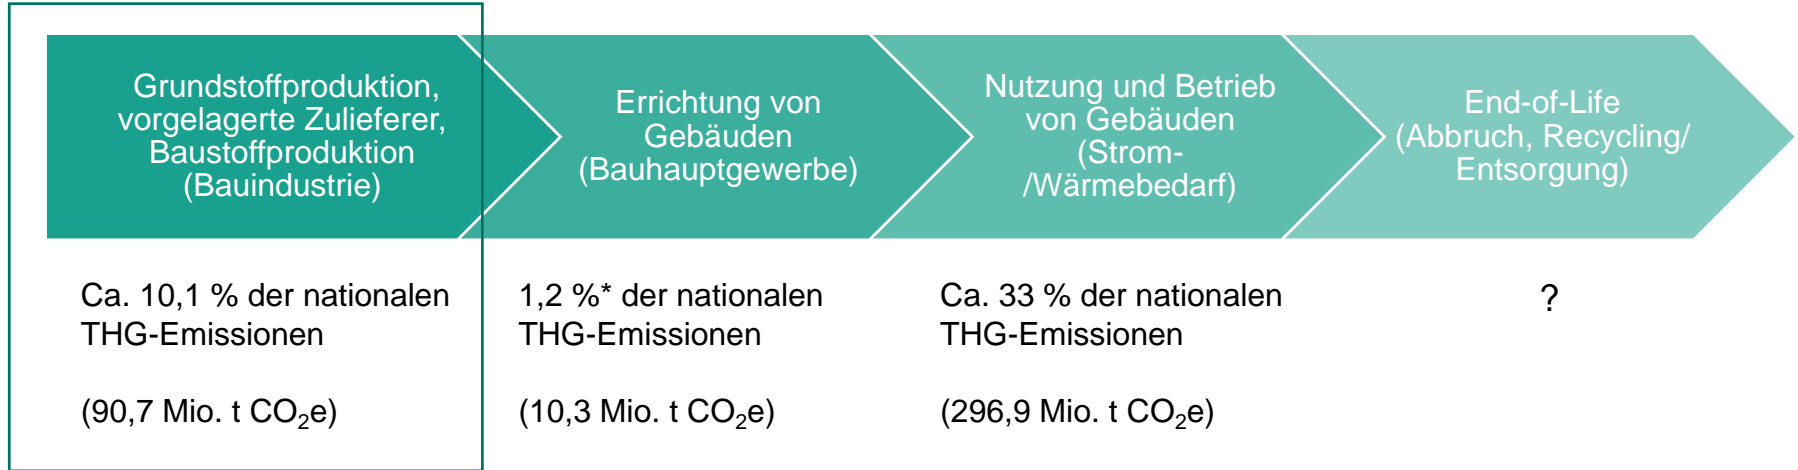 Grundstoffproduktion,
vorgelagerte Zulieferer,
Baustoffproduktion
(Bauindustrie)
Errichtung von
Gebäuden
(Bauhauptgewerbe)
Nutzung und Betrieb
von Gebäuden
(Strom-
/Wärmebedarf)
End-of-Life
(Abbruch, Recycling/
Entsorgung)
Ca. 10,1 % der nationalen
THG-Emissionen
(90,7 Mio. t CO₂e)
1,2 %* der nationalen
THG-Emissionen
(10,3 Mio. t CO₂e)
Ca. 33 % der nationalen
THG-Emissionen
(296,9 Mio. t CO₂e)
?